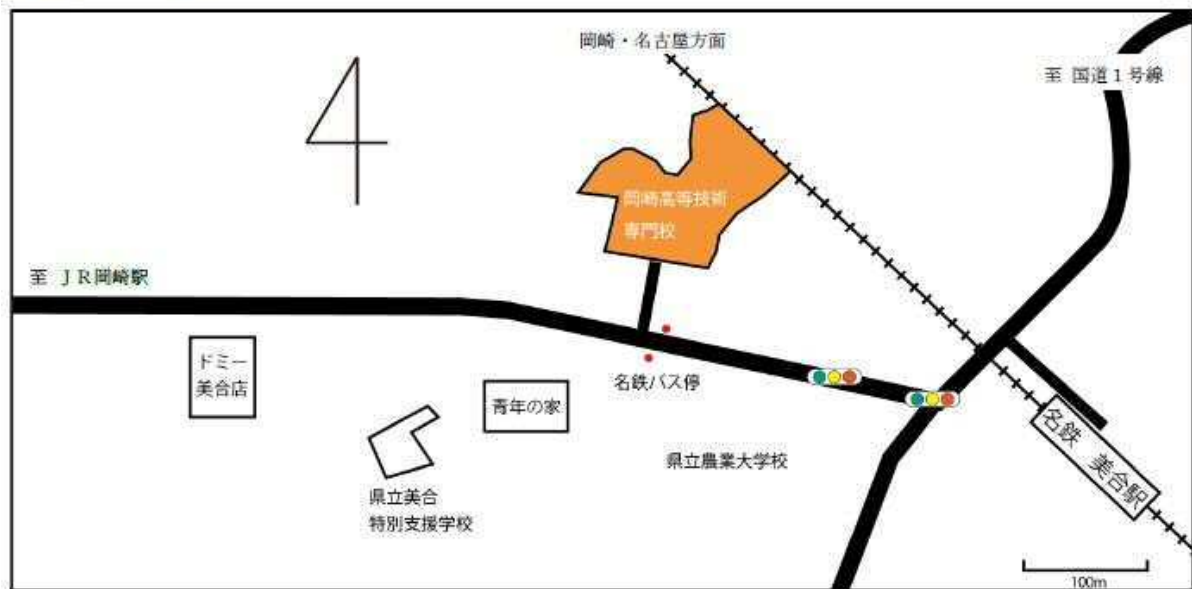 岡崎・名古屋方面
至 国道1号線
岡崎高等技術
専門校
至 JR岡崎駅
ドミー
美合店
青年の家
名鉄バス停
県立農業大学校
名鉄 美合駅
県立美合
特別支援学校
100m